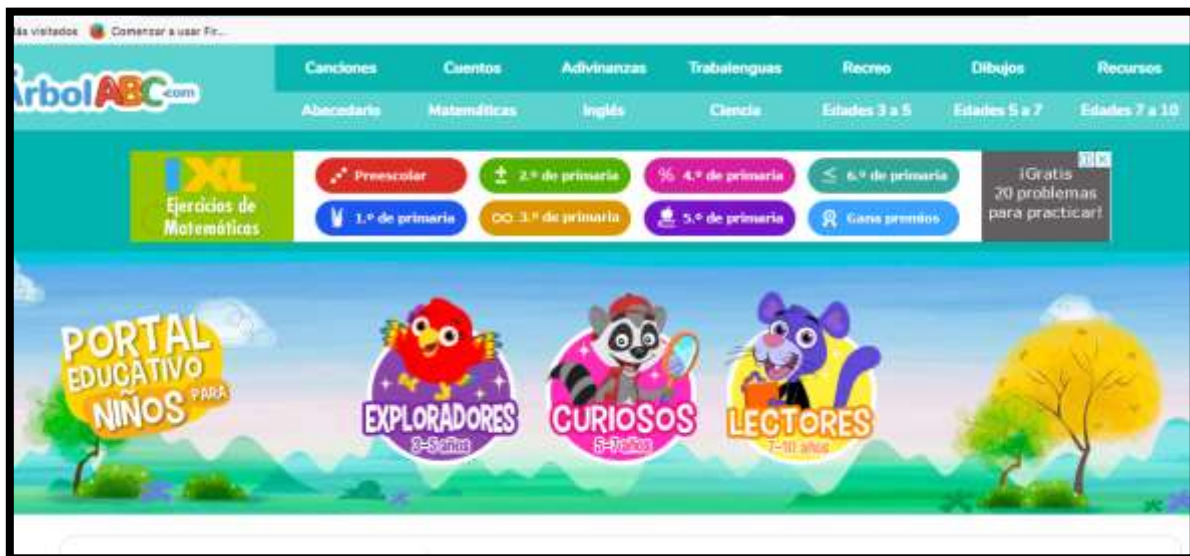 ás visitados Comenzar a usar Fir...
ÁrbolABC.com
Canciones Cuentos Adivinanzas Trabalenguas Recreo Dibujos Recursos
Abecedario Matemáticas Inglés Ciencia Edades 3 a 5 Edades 5 a 7 Edades 7 a 10
IXL
Ejercicios de
Matemáticas
Preescolar ± 2.º de primaria % 4.º de primaria ≤ 6.º de primaria
1.º de primaria 3.º de primaria 5.º de primaria Gana premios
¡Gratis
20 problemas
para practicar!
PORTAL
EDUCATIVO
PARA
NIÑOS
EXPLORADORES
3-5 años
CURIOSOS
5-7 años
LECTORES
7-10 años